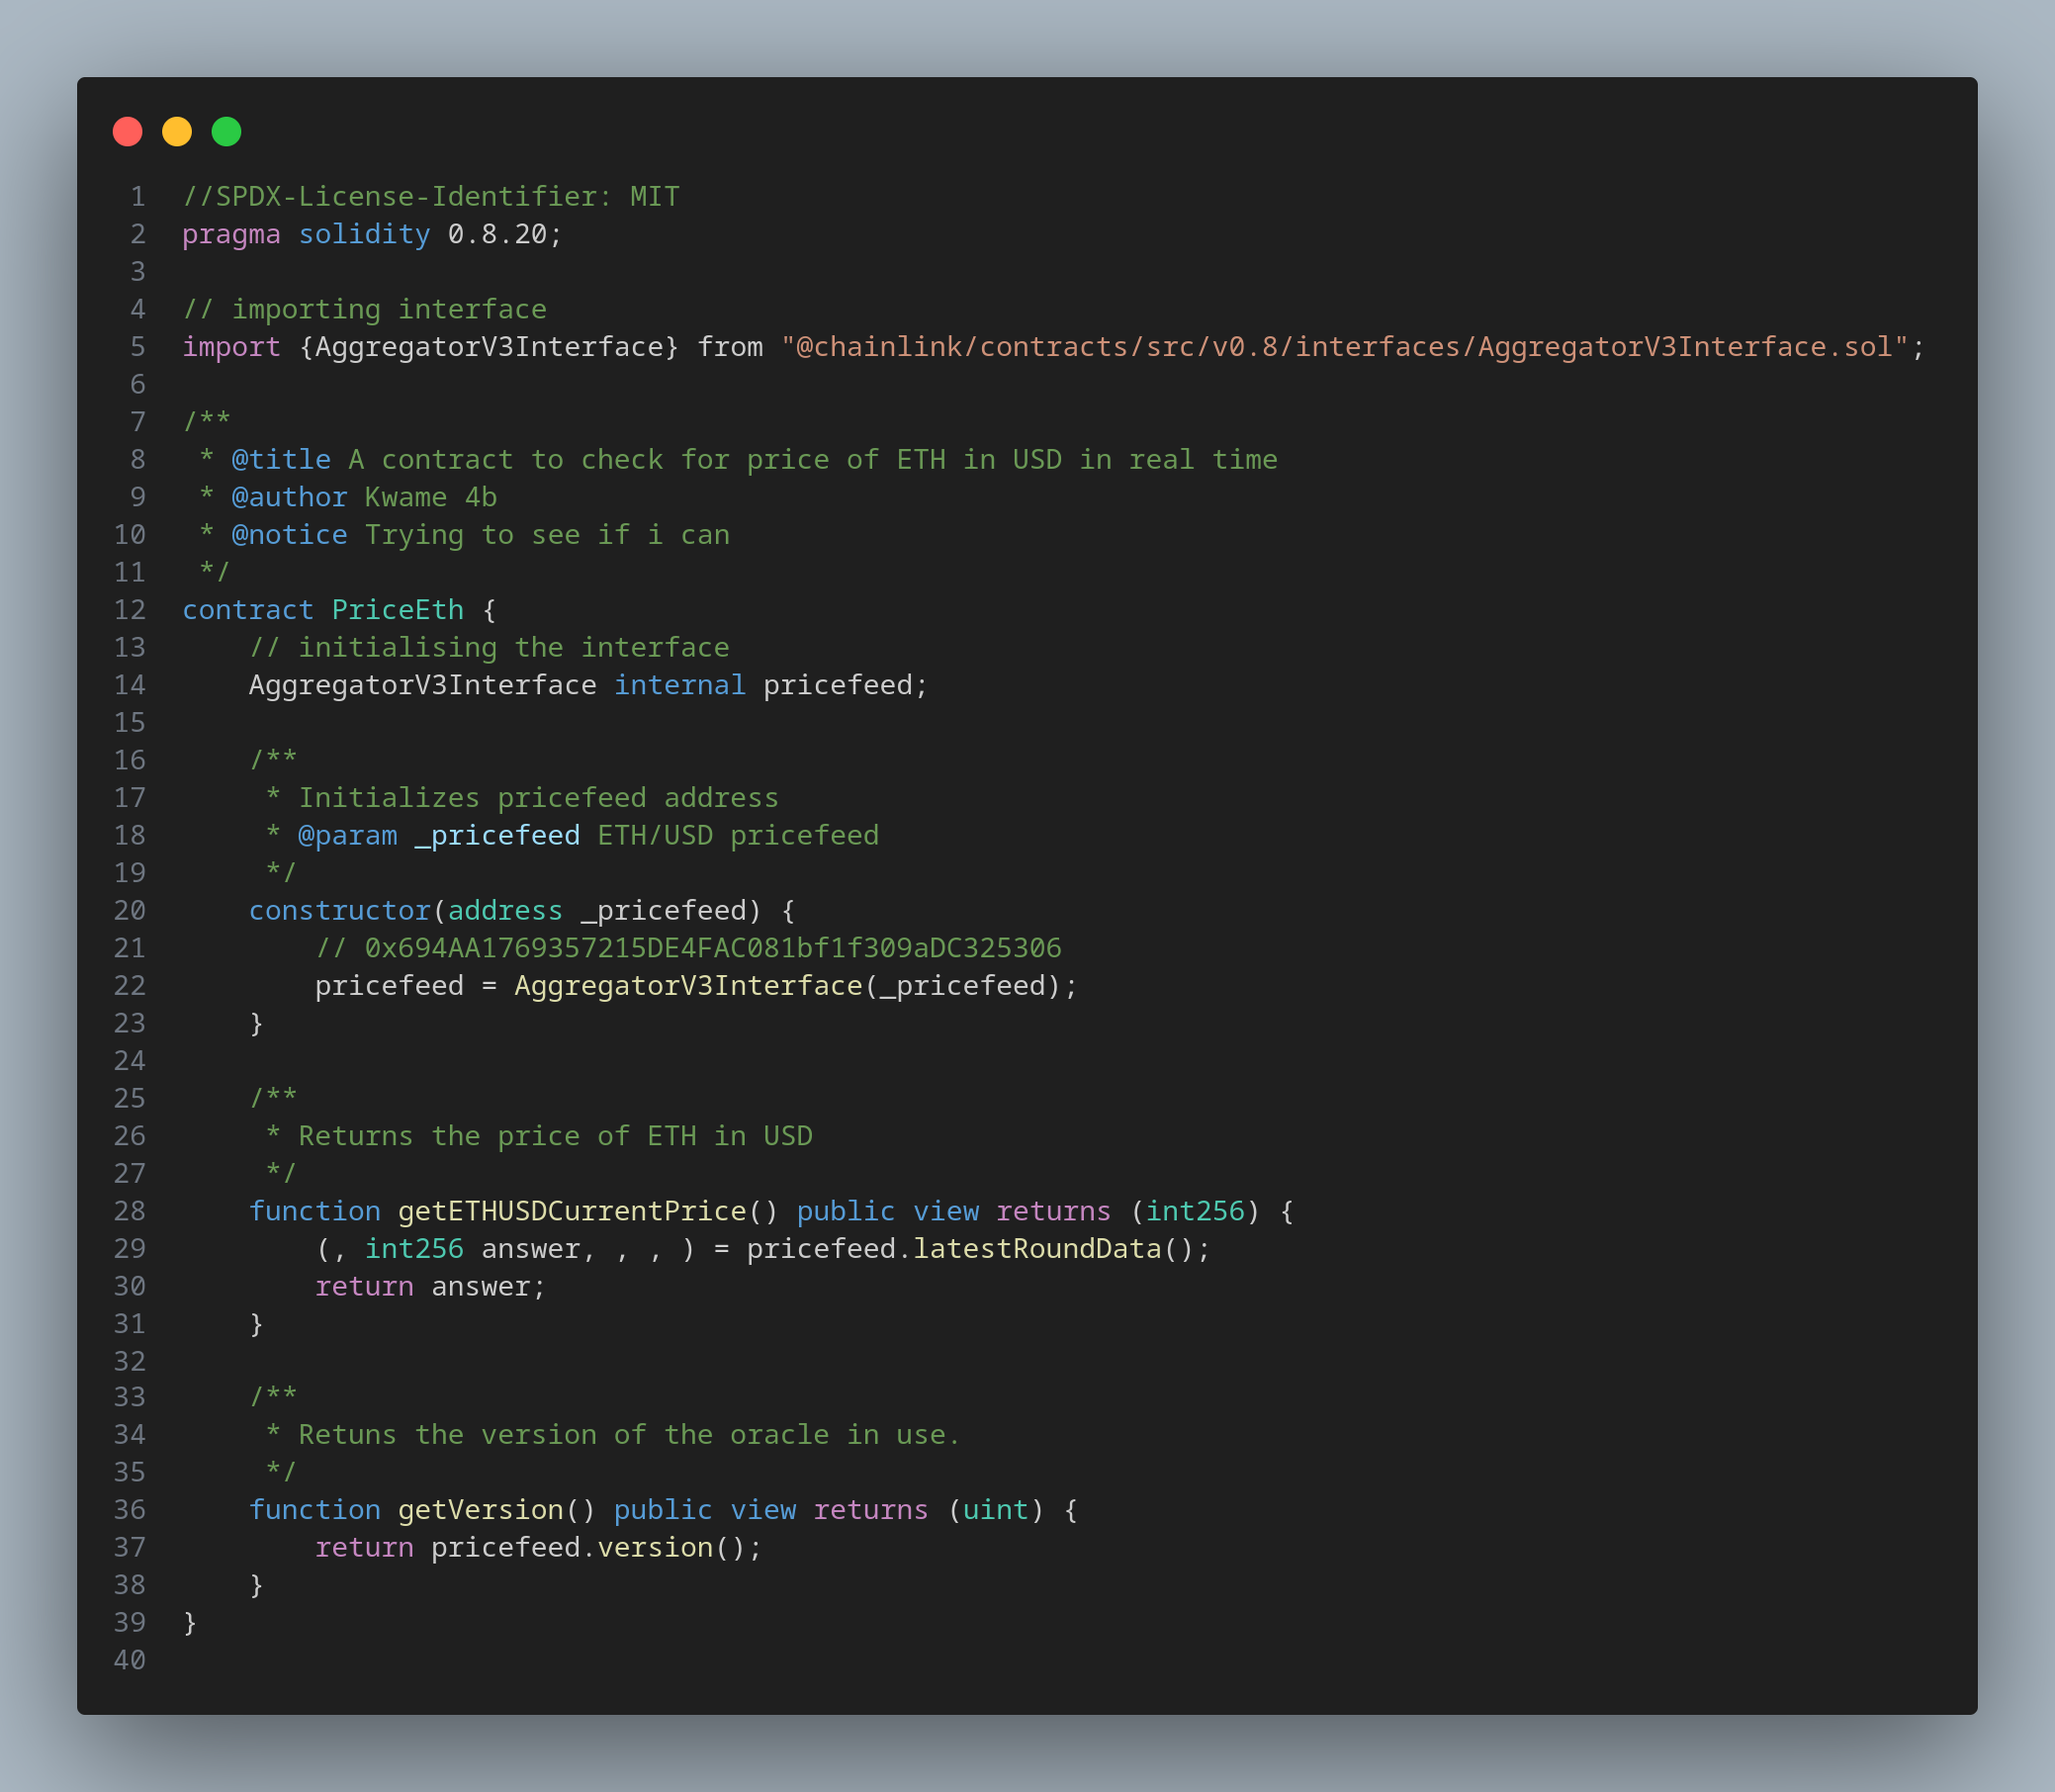 1 //SPDX-License-Identifier: MIT
2 pragma solidity 0.8.20;
3
4 // importing interface
5 import {AggregatorV3Interface} from "@chainlink/contracts/src/v0.8/interfaces/AggregatorV3Interface.sol";
6
7 /**
8  * @title A contract to check for price of ETH in USD in real time
9  * @author Kwame 4b
10  * @notice Trying to see if i can
11  */
12 contract PriceEth {
13     // initialising the interface
14     AggregatorV3Interface internal pricefeed;
15
16     /**
17      * Initializes pricefeed address
18      * @param _pricefeed ETH/USD pricefeed
19      */
20     constructor(address _pricefeed) {
21         // 0x694AA1769357215DE4FAC081bf1f309aDC325306
22         pricefeed = AggregatorV3Interface(_pricefeed);
23     }
24
25     /**
26      * Returns the price of ETH in USD
27      */
28     function getETHUSDCurrentPrice() public view returns (int256) {
29         (, int256 answer, , , ) = pricefeed.latestRoundData();
30         return answer;
31     }
32
33     /**
34      * Retuns the version of the oracle in use.
35      */
36     function getVersion() public view returns (uint) {
37         return pricefeed.version();
38     }
39 }
40